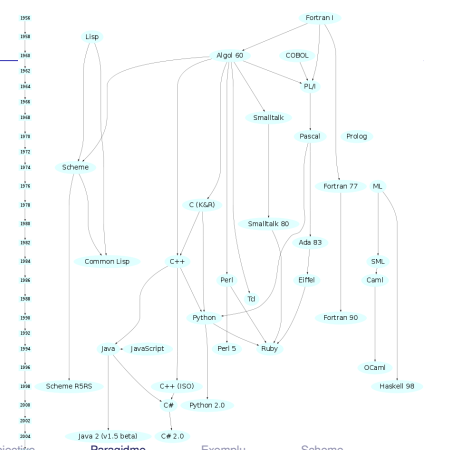 1956
Fortran I
1958
Lisp
1960
Algol 60
COBOL
1962
1964
PL/I
1966
1968
Smalltalk
1970
Pascal
Prolog
1972
1974
Scheme
1976
Fortran 77
ML
1978
C (K&R)
1980
Smalltalk 80
1982
Ada 83
1984
Common Lisp
C++
SML
1986
Perl
Eiffel
Caml
1988
Tcl
1990
Python
Fortran 90
1992
1994
Java
JavaScript
Perl 5
Ruby
1996
OCaml
1998
Scheme R5RS
C++ (ISO)
Haskell 98
2000
C#
Python 2.0
2002
2004
Java 2 (v1.5 beta)
C# 2.0
Paradigme
Exemplu
Scheme